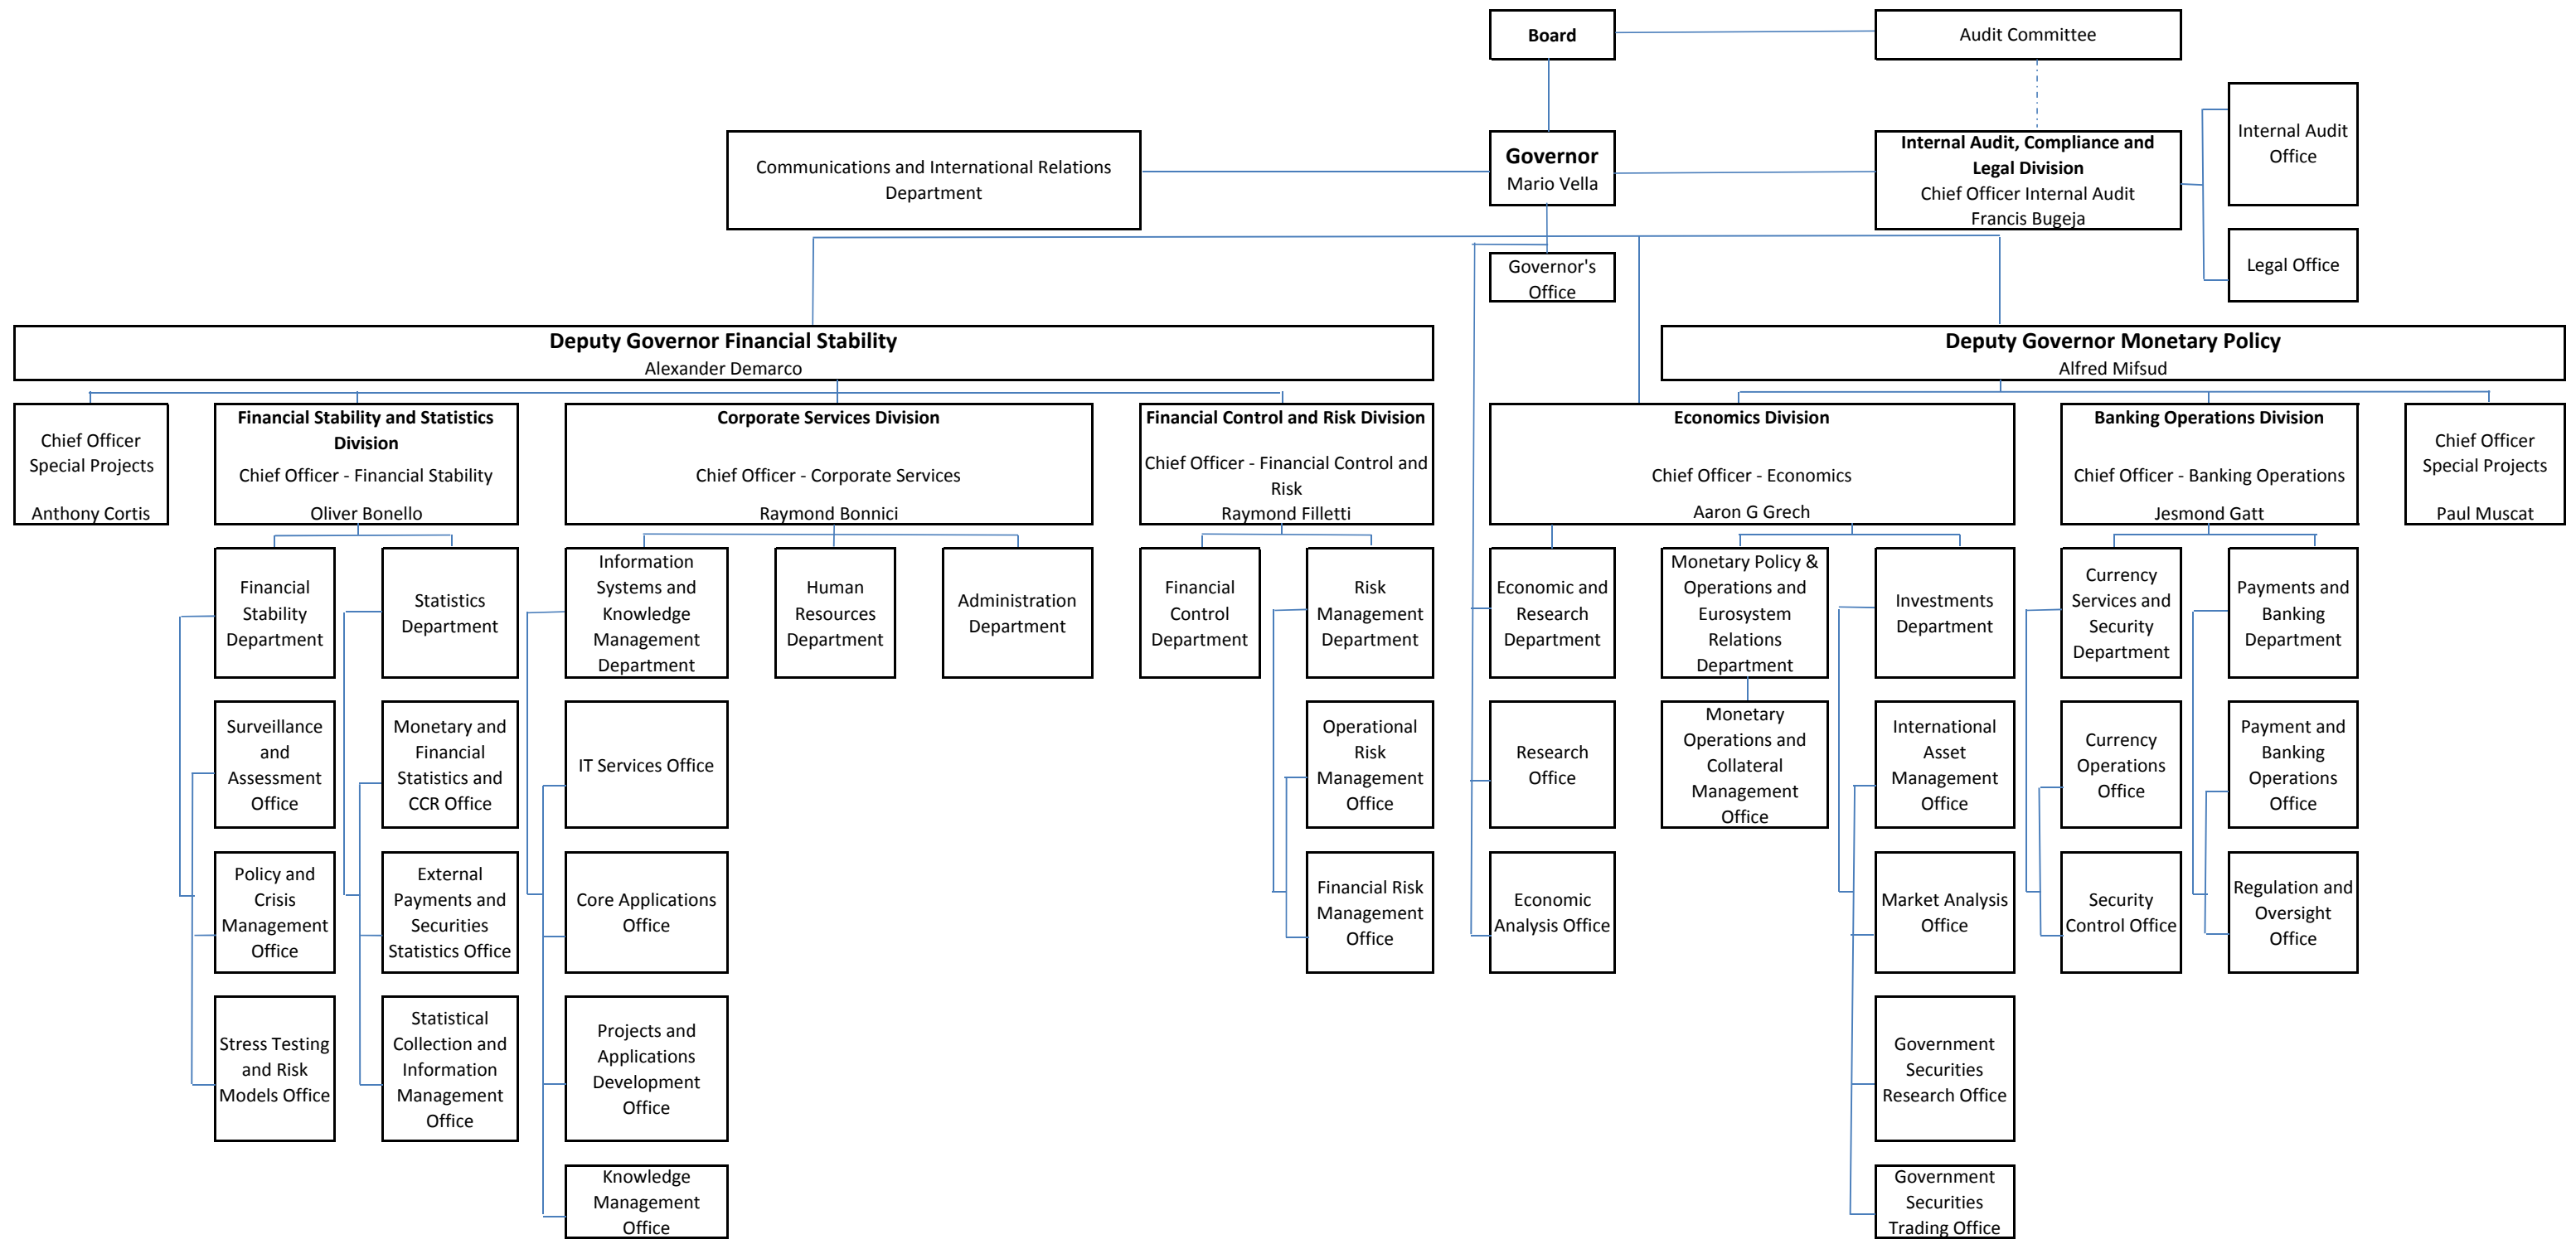 Board
Audit Committee
Communications and International Relations
Department
Governor
Mario Vella
Internal Audit, Compliance and
Legal Division
Chief Officer Internal Audit
Francis Bugeja
Internal Audit
Office
Legal Office
Governor's
Office
Deputy Governor Financial Stability
Alexander Demarco
Deputy Governor Monetary Policy
Alfred Mifsud
Chief Officer
Special Projects
Anthony Cortis
Financial Stability and Statistics
Division
Chief Officer - Financial Stability
Oliver Bonello
Corporate Services Division
Chief Officer - Corporate Services
Raymond Bonnici
Financial Control and Risk Division
Chief Officer - Financial Control and
Risk
Raymond Filletti
Economics Division
Chief Officer - Economics
Aaron G Grech
Banking Operations Division
Chief Officer - Banking Operations
Jesmond Gatt
Chief Officer
Special Projects
Paul Muscat
Financial
Stability
Department
Statistics
Department
Information
Systems and
Knowledge
Management
Department
Human
Resources
Department
Administration
Department
Financial
Control
Department
Risk
Management
Department
Economic and
Research
Department
Monetary Policy &
Operations and
Eurosystem
Relations
Department
Investments
Department
Currency
Services and
Security
Department
Payments and
Banking
Department
Surveillance
and
Assessment
Office
Monetary and
Financial
Statistics and
CCR Office
IT Services Office
Operational
Risk
Management
Office
Research
Office
Monetary
Operations and
Collateral
Management
Office
International
Asset
Management
Office
Currency
Operations
Office
Payment and
Banking
Operations
Office
Policy and
Crisis
Management
Office
External
Payments and
Securities
Statistics Office
Core Applications
Office
Financial Risk
Management
Office
Economic
Analysis Office
Market Analysis
Office
Security
Control Office
Regulation and
Oversight
Office
Stress Testing
and Risk
Models Office
Statistical
Collection and
Information
Management
Office
Projects and
Applications
Development
Office
Government
Securities
Research Office
Knowledge
Management
Office
Government
Securities
Trading Office